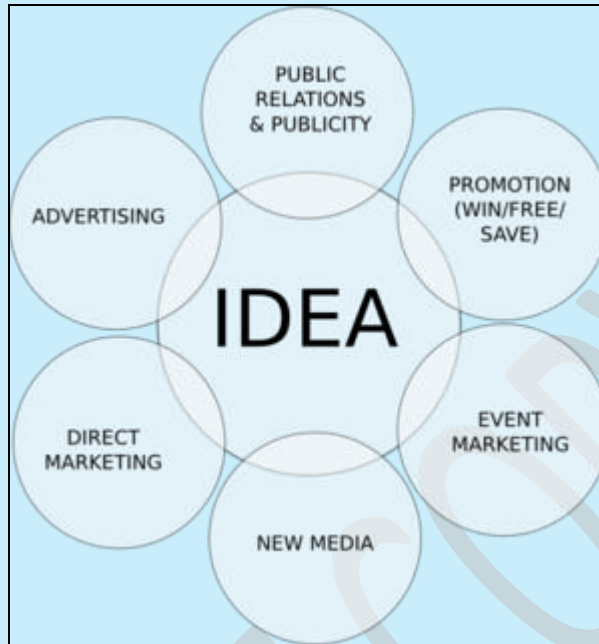 PUBLIC
RELATIONS
& PUBLICITY
PROMOTION
(WIN/FREE/
SAVE)
ADVERTISING
IDEA
EVENT
MARKETING
DIRECT
MARKETING
NEW MEDIA